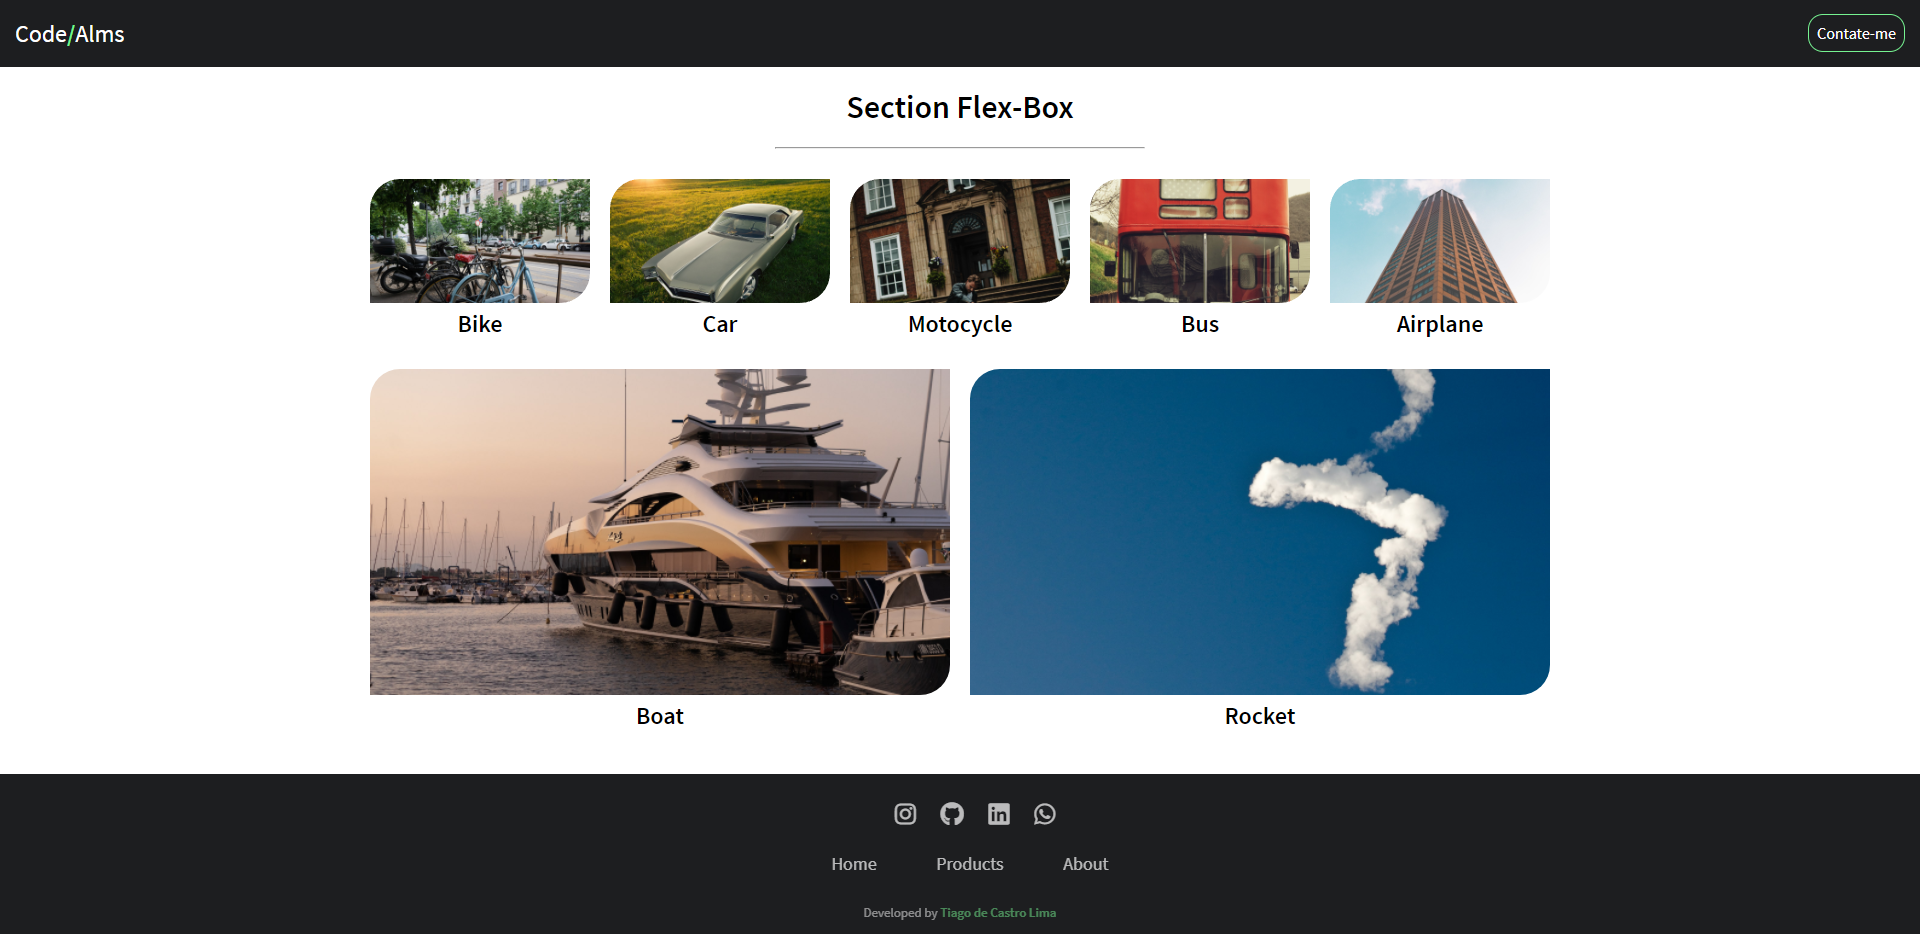 Code/Alms
Contate-me
Section Flex-Box
Bike
Car
Motocycle
Bus
Airplane
Boat
Rocket
Home
Products
About
Developed by Tiago de Castro Lima